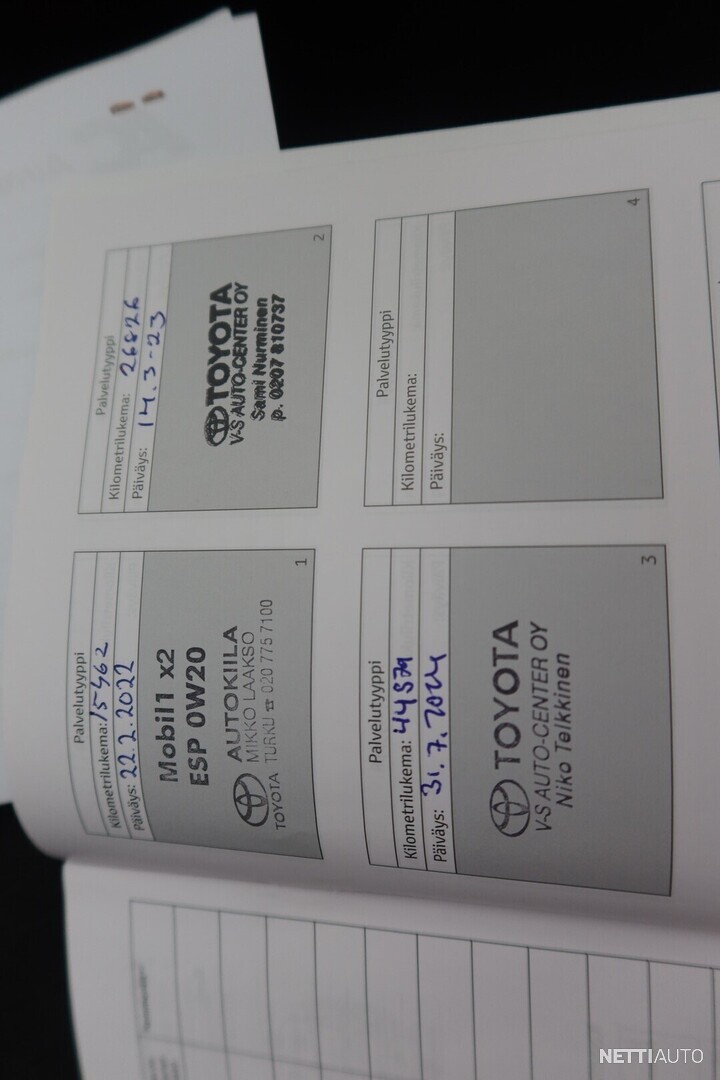 Palvelutyyppi
Kilometrilukema: 15462
Päiväys: 22.2.2022
Mobil1 x2
ESP 0W20
AUTOKIILA
MIKKO LAAKSO
TOYOTA TURKU ☎ 020 775 7100
1
Palvelutyyppi
Kilometrilukema: 26826
Päiväys: 14.3-23
TOYOTA
V-S AUTO-CENTER OY
Sami Nurminen
p. 0207 810737
2
Palvelutyyppi
Kilometrilukema: 44579
Päiväys: 31.7.2024
TOYOTA
V-S AUTO-CENTER OY
Niko Telkkinen
3
Palvelutyyppi
Kilometrilukema:
Päiväys:
4
NETTIAUTO